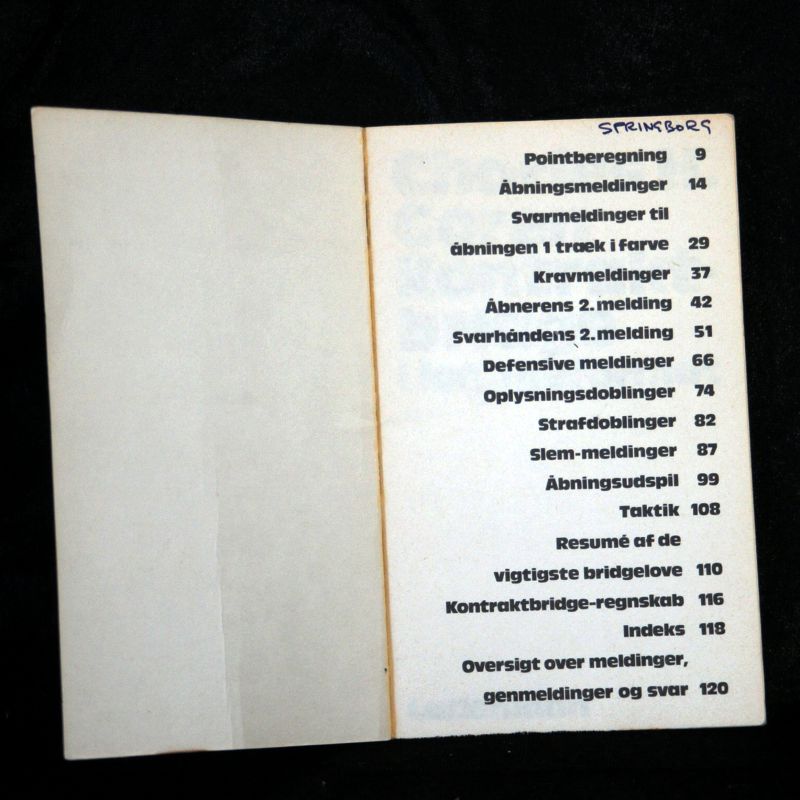 SPRINGBORG
Pointberegning 9
Åbningsmeldinger 14
Svarmeldinger til
åbningen 1 træk i farve 29
Kravmeldinger 37
Åbnerens 2. melding 42
Svarhåndens 2. melding 51
Defensive meldinger 66
Oplysningsdoblinger 74
Strafdoblinger 82
Slem-meldinger 87
Åbningsudspil 99
Taktik 108
Resumé af de
vigtigste bridgelove 110
Kontraktbridge-regnskab 116
Indeks 118
Oversigt over meldinger,
genmeldinger og svar 120